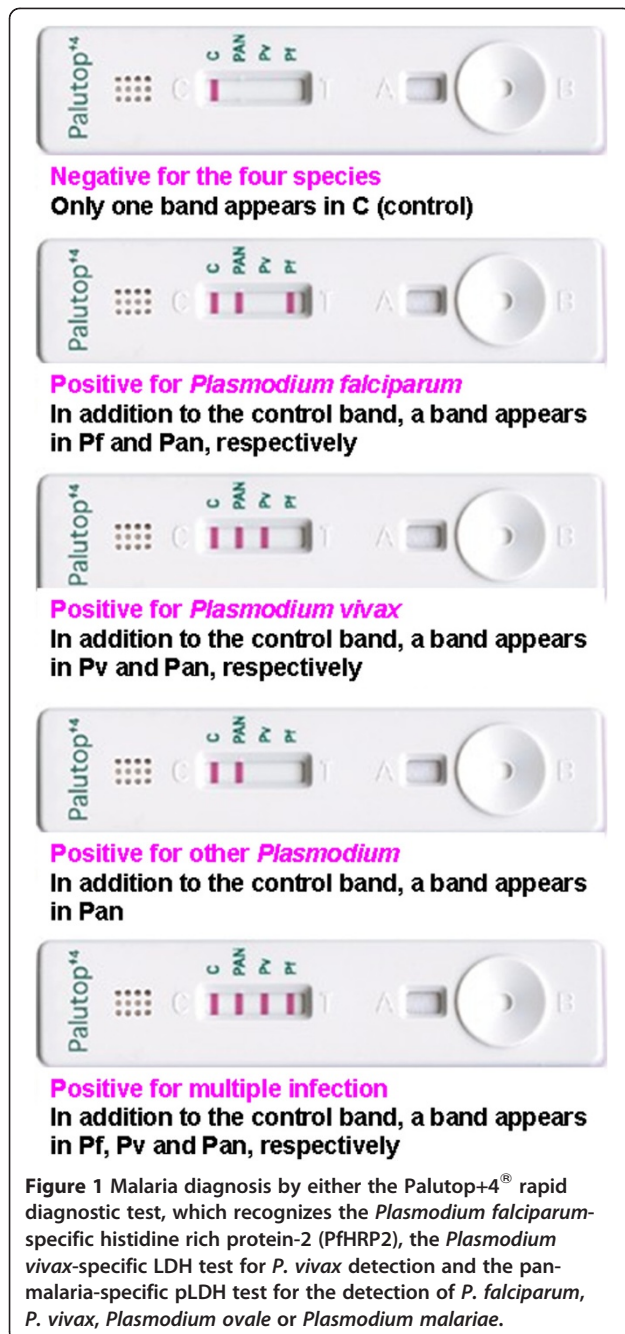 Palutop+4 C PAN Pv Pf C T A B
Negative for the four species
Only one band appears in C (control)
Palutop+4 C PAN Pv Pf C T A B
Positive for Plasmodium falciparum
In addition to the control band, a band appears
in Pf and Pan, respectively
Palutop+4 C PAN Pv Pf C T A B
Positive for Plasmodium vivax
In addition to the control band, a band appears
in Pv and Pan, respectively
Palutop+4 C PAN Pv Pf C T A B
Positive for other Plasmodium
In addition to the control band, a band appears
in Pan
Palutop+4 C PAN Pv Pf C T A B
Positive for multiple infection
In addition to the control band, a band appears
in Pf, Pv and Pan, respectively
Figure 1 Malaria diagnosis by either the Palutop+4® rapid
diagnostic test, which recognizes the Plasmodium falciparum-
specific histidine rich protein-2 (PfHRP2), the Plasmodium
vivax-specific LDH test for P. vivax detection and the pan-
malaria-specific pLDH test for the detection of P. falciparum,
P. vivax, Plasmodium ovale or Plasmodium malariae.